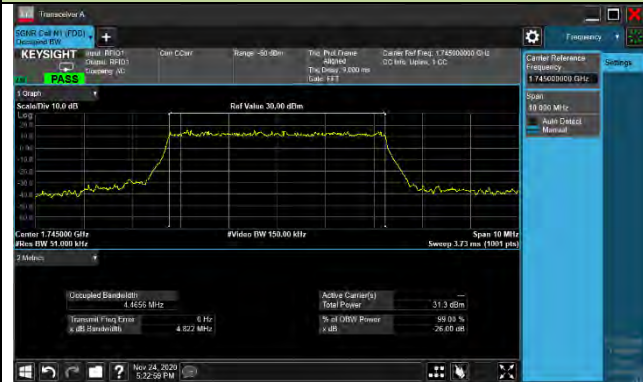 Transceiver A
5GNR Cell N1 (FDD)
Occupied BW
Frequency
KEYSIGHT
Input: RFIO1
Output: RFIO1
Coupling: AC
Corr CCorr
Range: -50 dBm
Trig: Prd Frame
Aligned
Trig Delay: 9.000 ms
Gate: FFT
Carrier Ref Freq: 1.745000000 GHz
CC Info: Uplink, 1 CC
PASS
Carrier Reference
Frequency
1.745000000 GHz
Settings
Span
10.000 MHz
Auto Detect
Manual
1 Graph
Scale/Div 10.0 dB
Ref Value 30.00 dBm
Log
Center 1.745000 GHz
#Res BW 51.000 kHz
#Video BW 150.00 kHz
Span 10 MHz
Sweep 3.73 ms (1001 pts)
2 Metrics
Occupied Bandwidth
4.4656 MHz
Active Carrier(s)
---
Total Power
31.3 dBm
Transmit Freq Error
0 Hz
% of OBW Power
99.00 %
x dB Bandwidth
4.822 MHz
x dB
-26.00 dB
Nov 24, 2020
5:22:59 PM